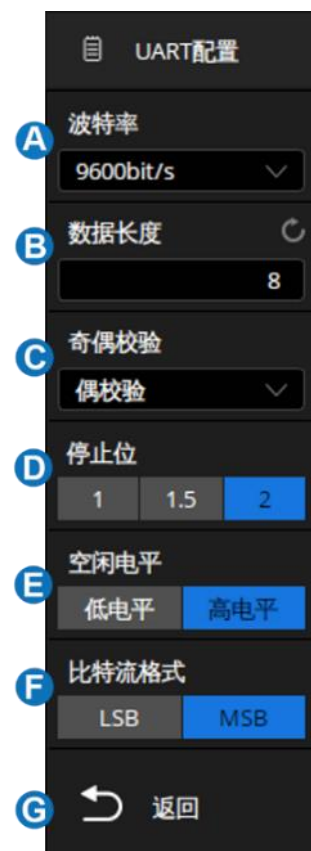 UART配置
A
波特率
9600bit/s
B
数据长度
8
C
奇偶校验
偶校验
D
停止位
1 1.5 2
E
空闲电平
低电平 高电平
F
比特流格式
LSB MSB
G
返回